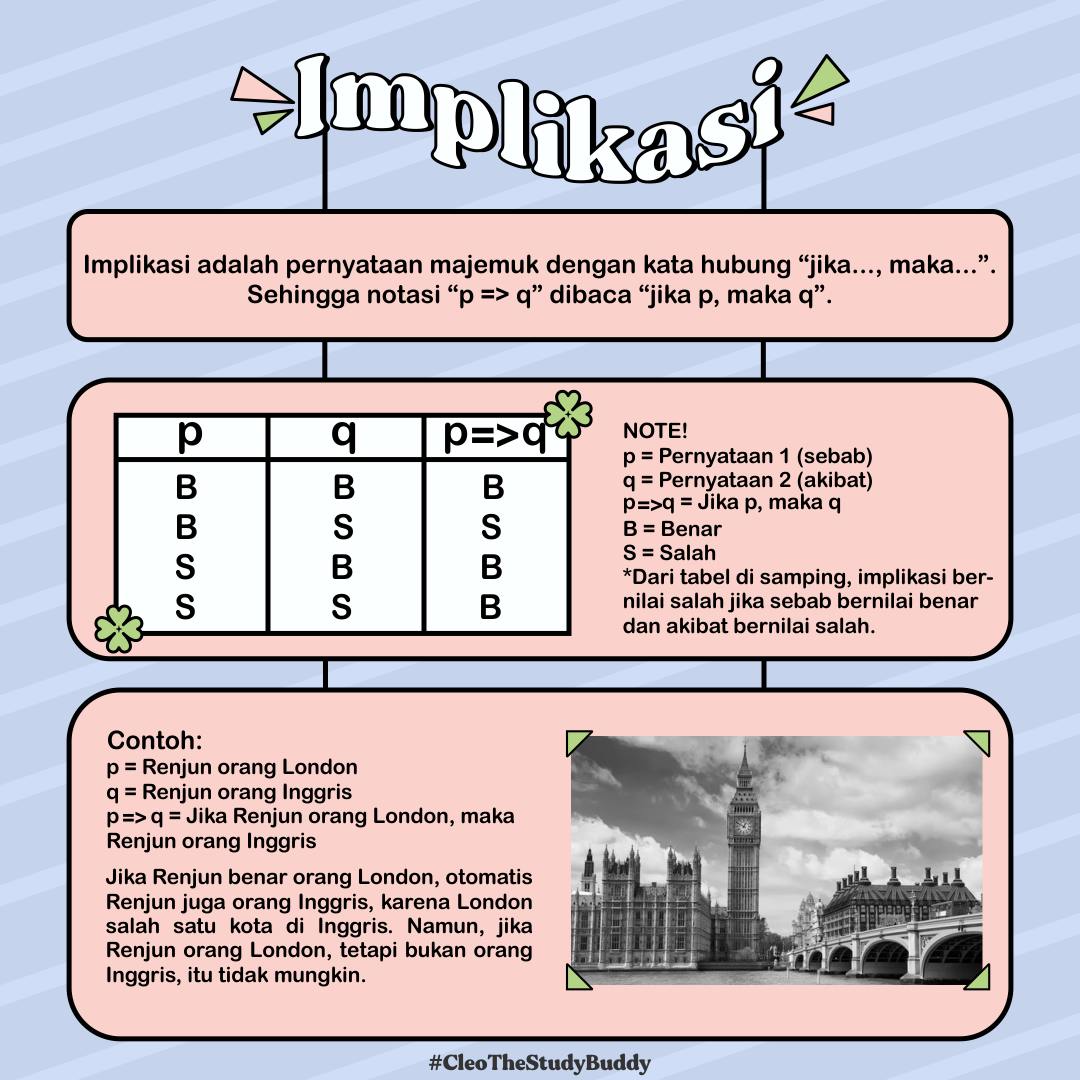 Implikasi
Implikasi adalah pernyataan majemuk dengan kata hubung “jika..., maka...”.
Sehingga notasi “p => q” dibaca “jika p, maka q”.
p q p=>q
B B B
B S S
S B B
S S B
NOTE!
p = Pernyataan 1 (sebab)
q = Pernyataan 2 (akibat)
p=>q = Jika p, maka q
B = Benar
S = Salah
*Dari tabel di samping, implikasi ber-
nilai salah jika sebab bernilai benar
dan akibat bernilai salah.
Contoh:
p = Renjun orang London
q = Renjun orang Inggris
p => q = Jika Renjun orang London, maka
Renjun orang Inggris
Jika Renjun benar orang London, otomatis
Renjun juga orang Inggris, karena London
salah satu kota di Inggris. Namun, jika
Renjun orang London, tetapi bukan orang
Inggris, itu tidak mungkin.
#CleoTheStudyBuddy